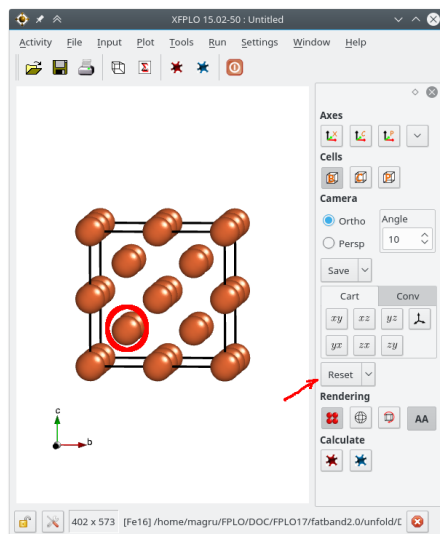 XFPLO 15.02-50 : Untitled
Activity File Input Plot Tools Run Settings Window Help
Σ
Axes
X C P
Cells
Camera
Ortho Angle
Persp 10
Save
Cart Conv
xy xz yz
yx zx zy
Reset
Rendering
AA
Calculate
c
b
402 x 573 [Fe16] /home/magru/FPLO/DOC/FPLO17/fatband2.0/unfold/